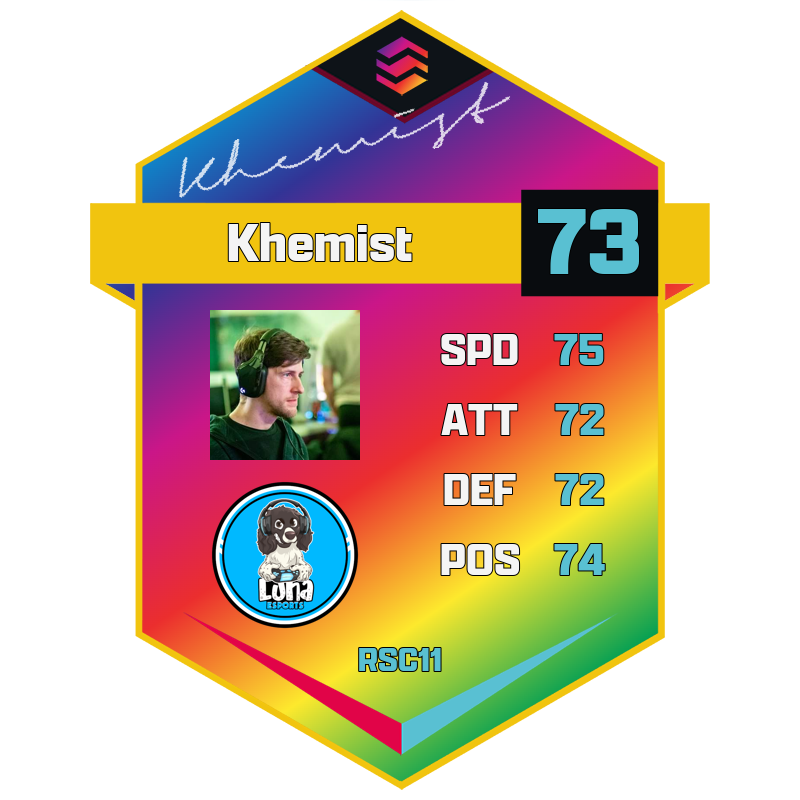 Khemist
Khemist
73
SPD 75
ATT 72
DEF 72
POS 74
Luna
ESPORTS
RSC11